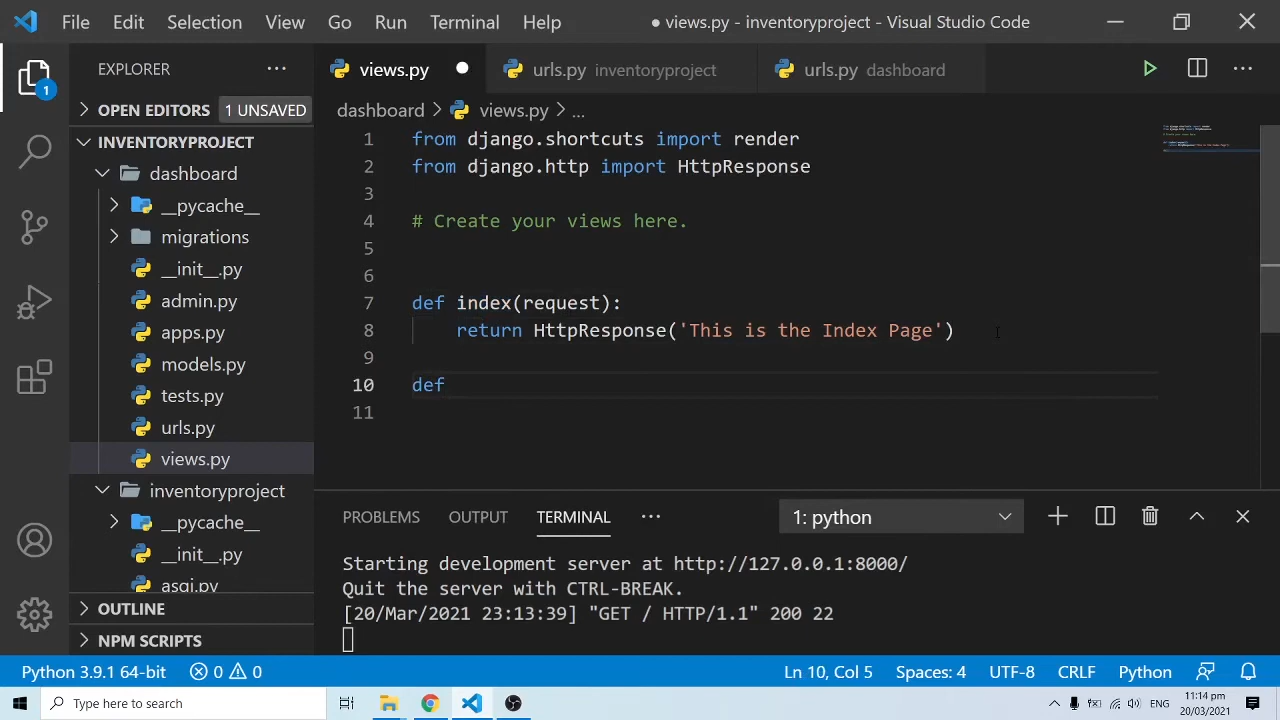 File Edit Selection View Go Run Terminal Help
● views.py - inventoryproject - Visual Studio Code
1
EXPLORER ...
OPEN EDITORS 1 UNSAVED
INVENTORYPROJECT
dashboard
__pycache__
migrations
__init__.py
admin.py
apps.py
models.py
tests.py
urls.py
views.py
inventoryproject
__pycache__
__init__.py
asgi.py
OUTLINE
NPM SCRIPTS
views.py ● urls.py inventoryproject urls.py dashboard
dashboard > views.py > ...
1 from django.shortcuts import render
2 from django.http import HttpResponse
3
4 # Create your views here.
5
6
7 def index(request):
8     return HttpResponse('This is the Index Page')
9
10 def
11
PROBLEMS OUTPUT TERMINAL ... 1: python
Starting development server at http://127.0.0.1:8000/
Quit the server with CTRL-BREAK.
[20/Mar/2021 23:13:39] "GET / HTTP/1.1" 200 22
Python 3.9.1 64-bit 0 0 Ln 10, Col 5 Spaces: 4 UTF-8 CRLF Python
Type here to search
ENG
11:14 pm
20/03/2021